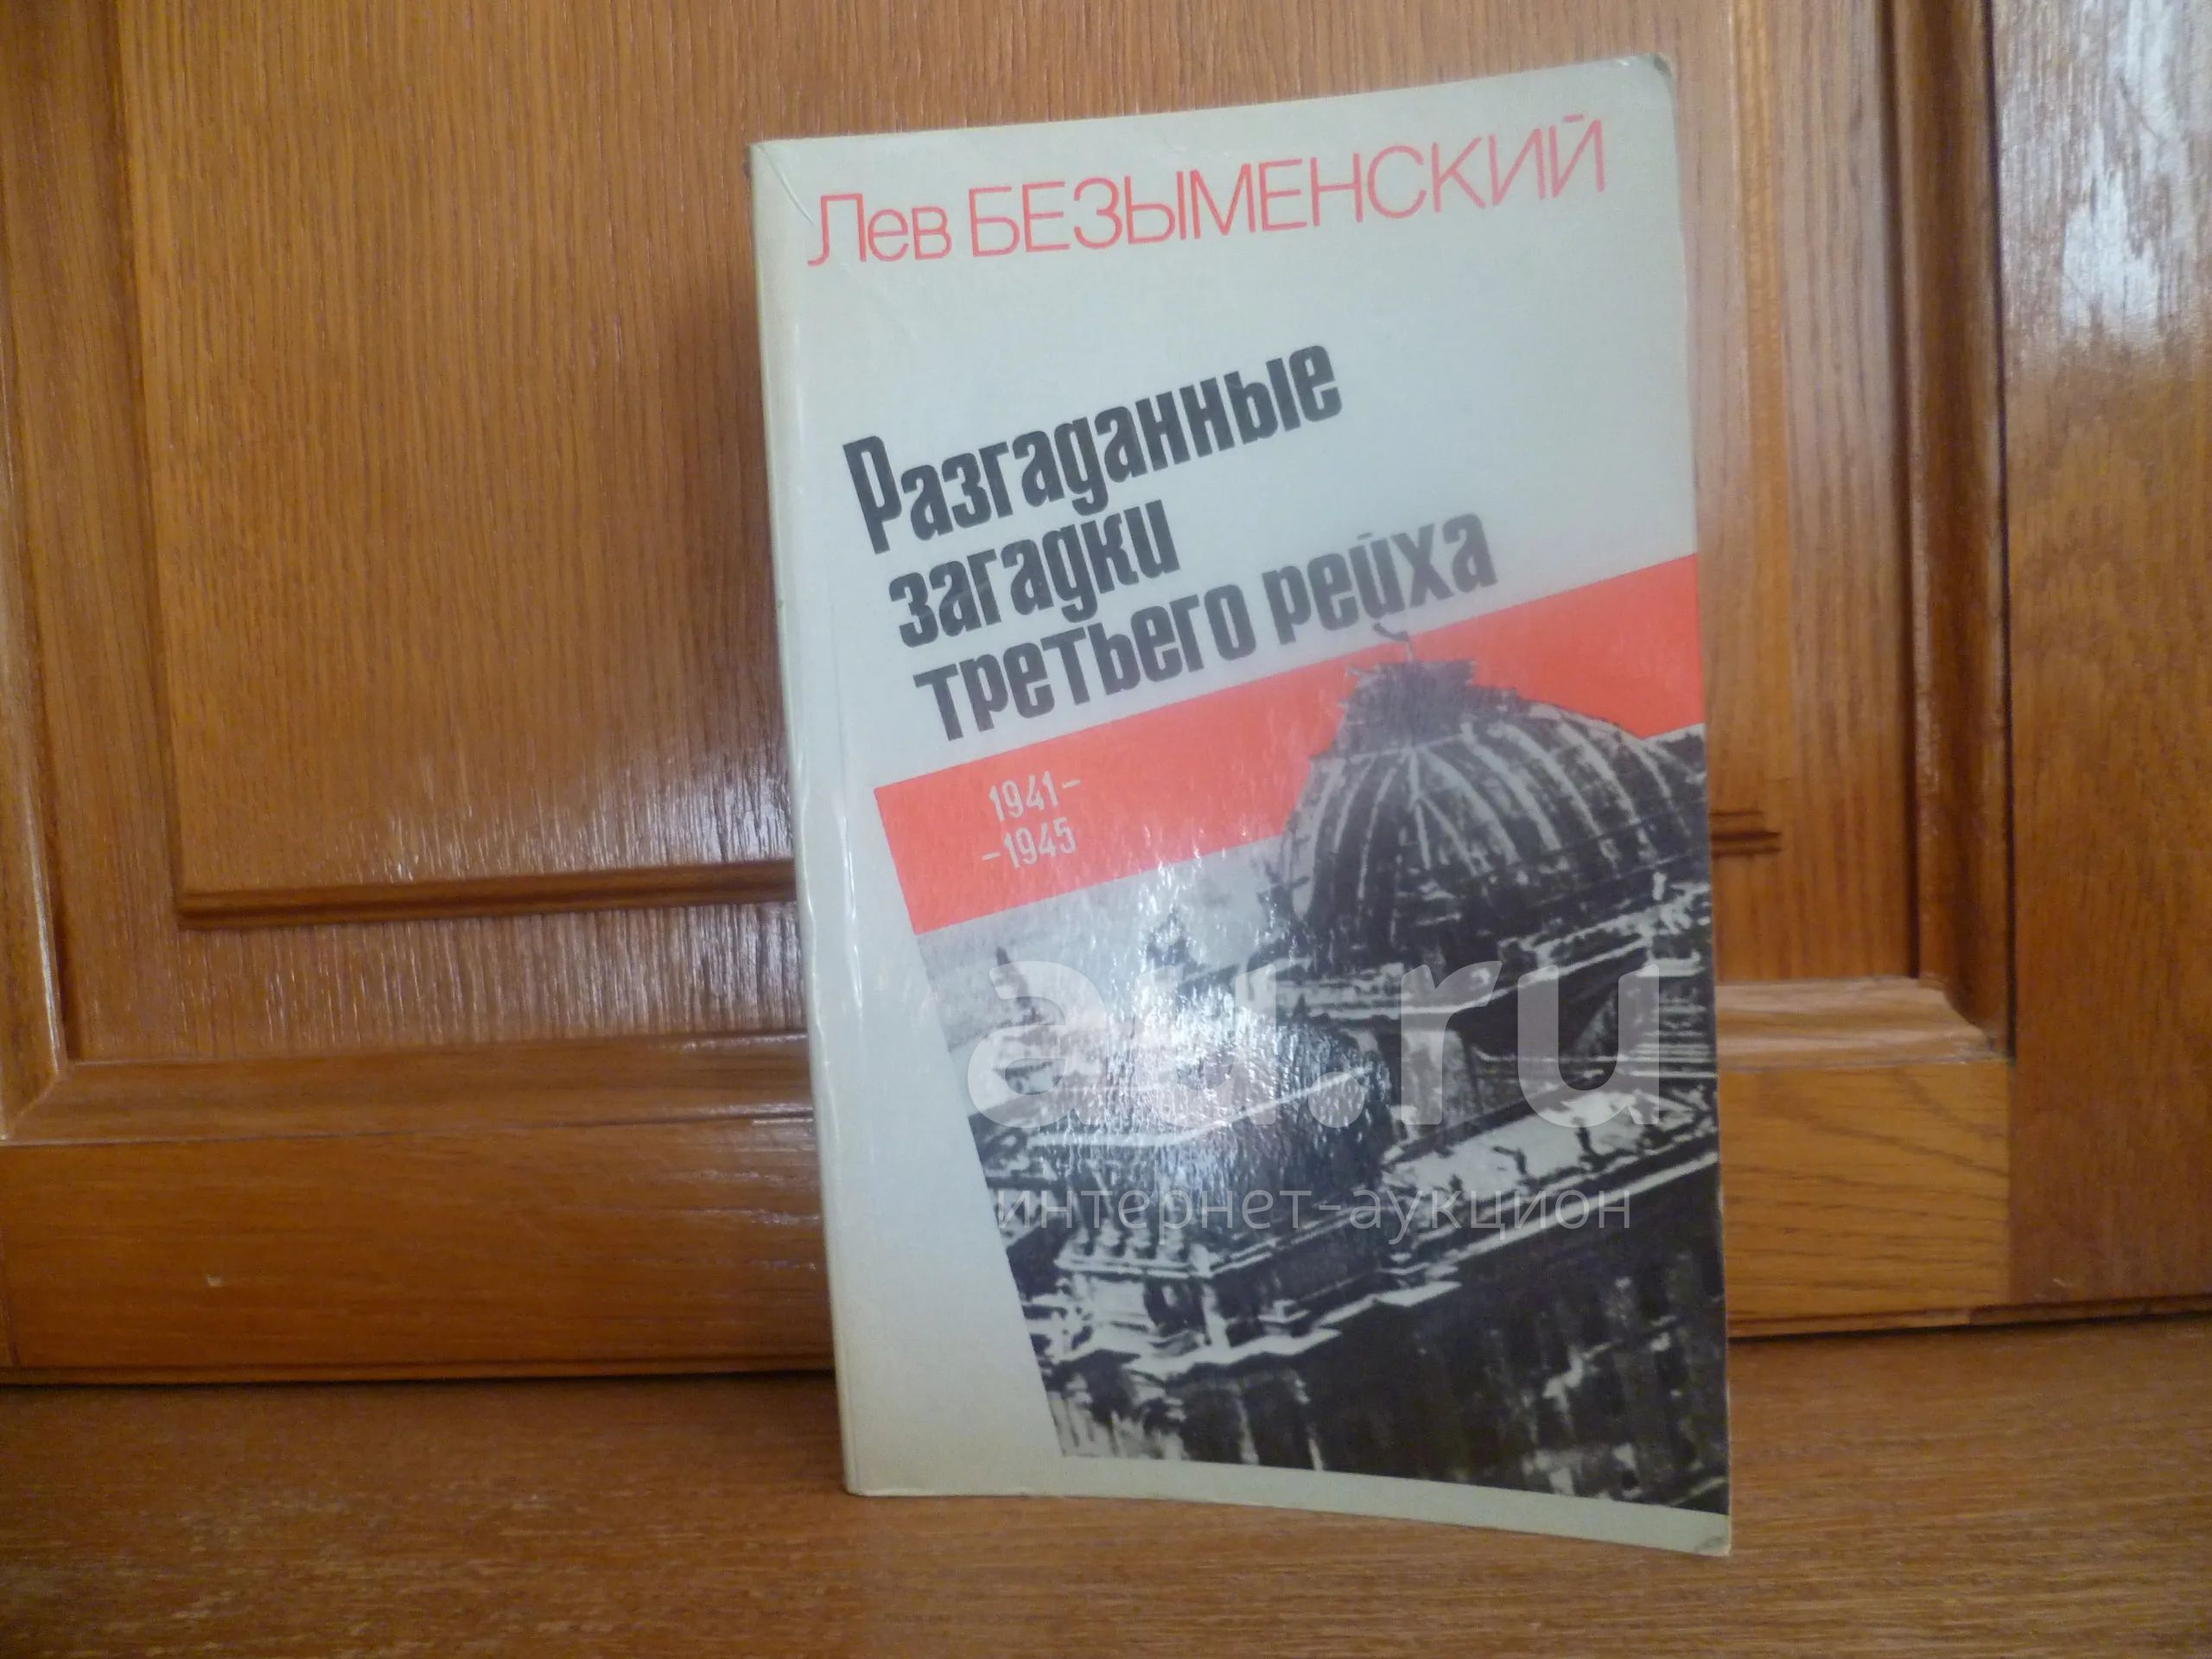 Лев БЕЗЫМЕНСКИЙ
Разгаданные
загадки
третьего рейха
1941–
–1945
au.ru
интернет-аукцион